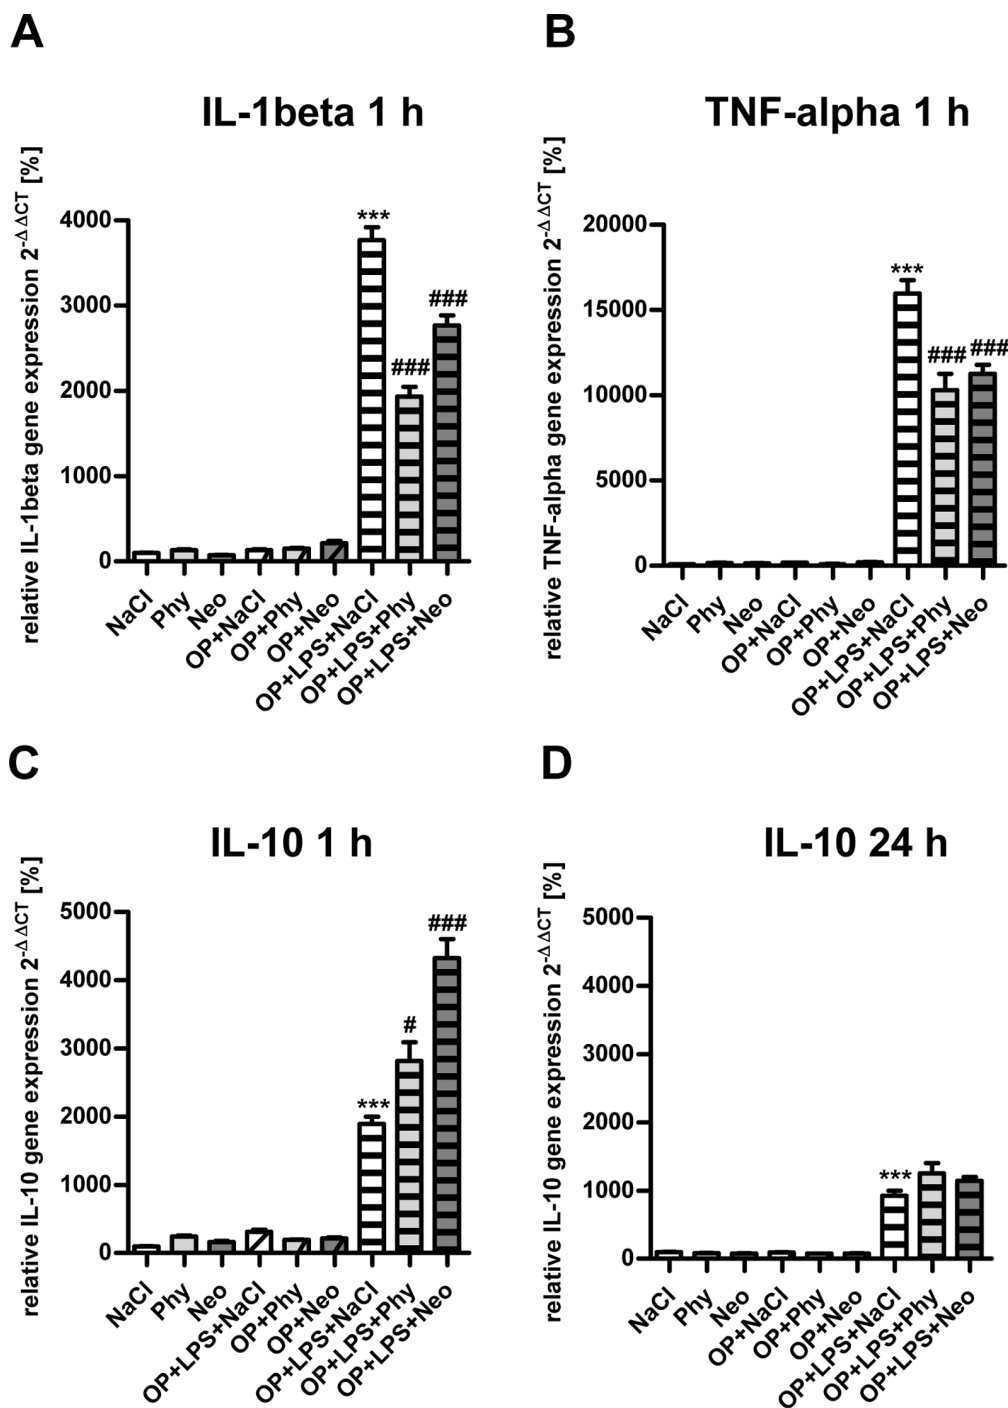 A
IL-1beta 1 h
relative IL-1beta gene expression 2-ΔΔCT [%]
4000
3000
2000
1000
0
***
###
###
NaCl
Phy
Neo
OP+NaCl
OP+Phy
OP+Neo
OP+LPS+NaCl
OP+LPS+Phy
OP+LPS+Neo
B
TNF-alpha 1 h
relative TNF-alpha gene expression 2-ΔΔCT [%]
20000
15000
10000
5000
0
***
###
###
NaCl
Phy
Neo
OP+NaCl
OP+Phy
OP+Neo
OP+LPS+NaCl
OP+LPS+Phy
OP+LPS+Neo
C
IL-10 1 h
relative IL-10 gene expression 2-ΔΔCT [%]
5000
4000
3000
2000
1000
0
***
#
###
NaCl
Phy
Neo
OP+LPS+NaCl
OP+Phy
OP+Neo
OP+LPS+NaCl
OP+LPS+Phy
OP+LPS+Neo
D
IL-10 24 h
relative IL-10 gene expression 2-ΔΔCT [%]
5000
4000
3000
2000
1000
0
***
NaCl
Phy
Neo
OP+NaCl
OP+Phy
OP+Neo
OP+LPS+NaCl
OP+LPS+Phy
OP+LPS+Neo